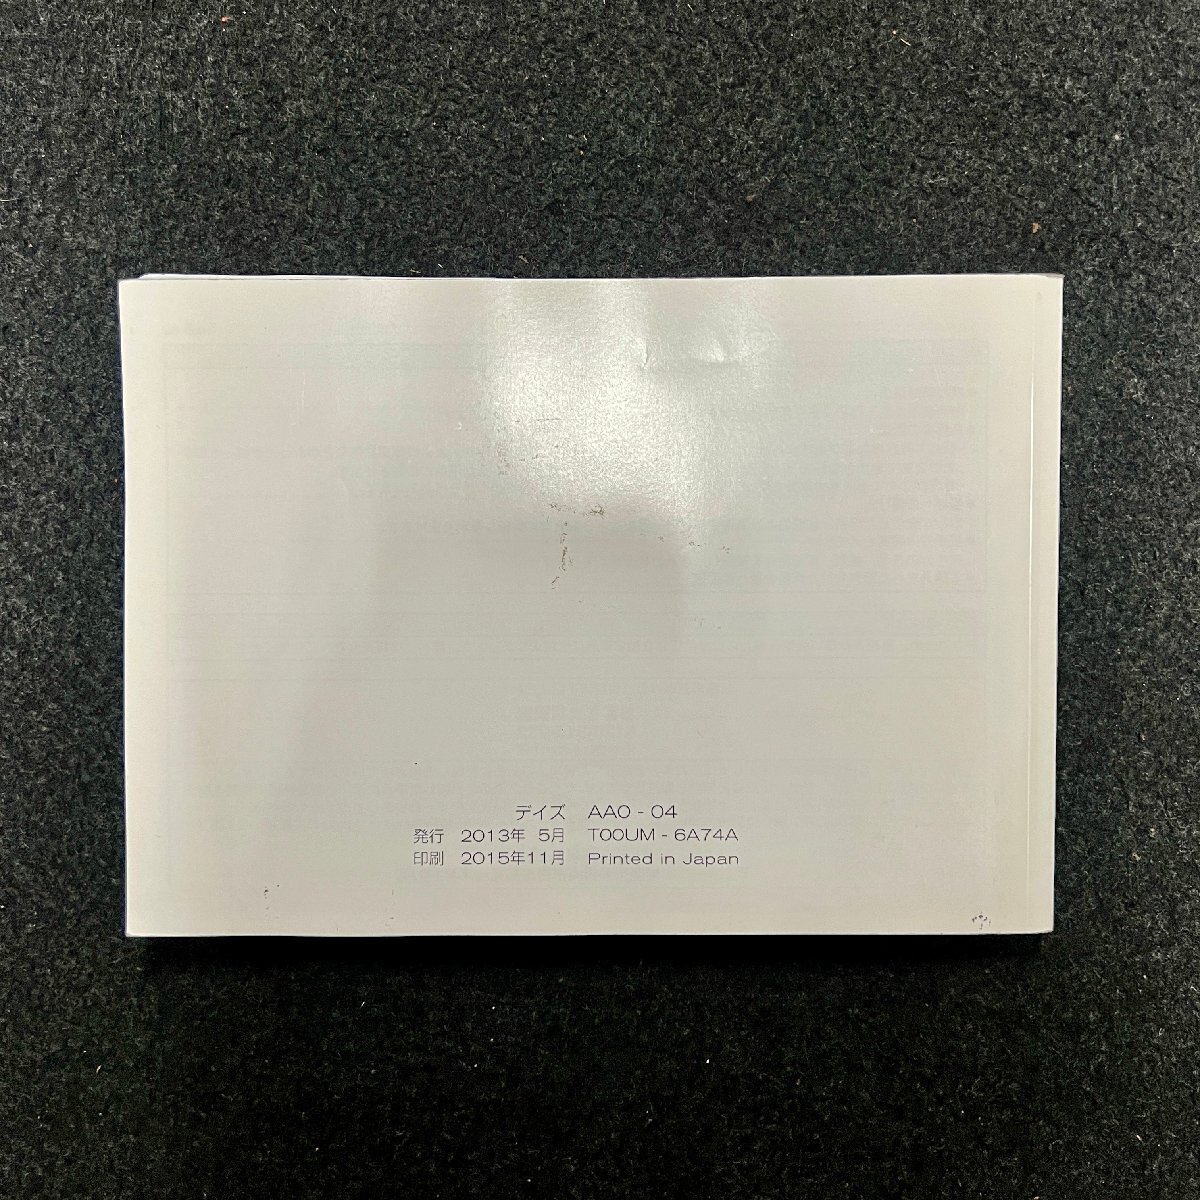 デイズ AA0 - 04
発行 2013年 5月 T00UM - 6A74A
印刷 2015年11月 Printed in Japan